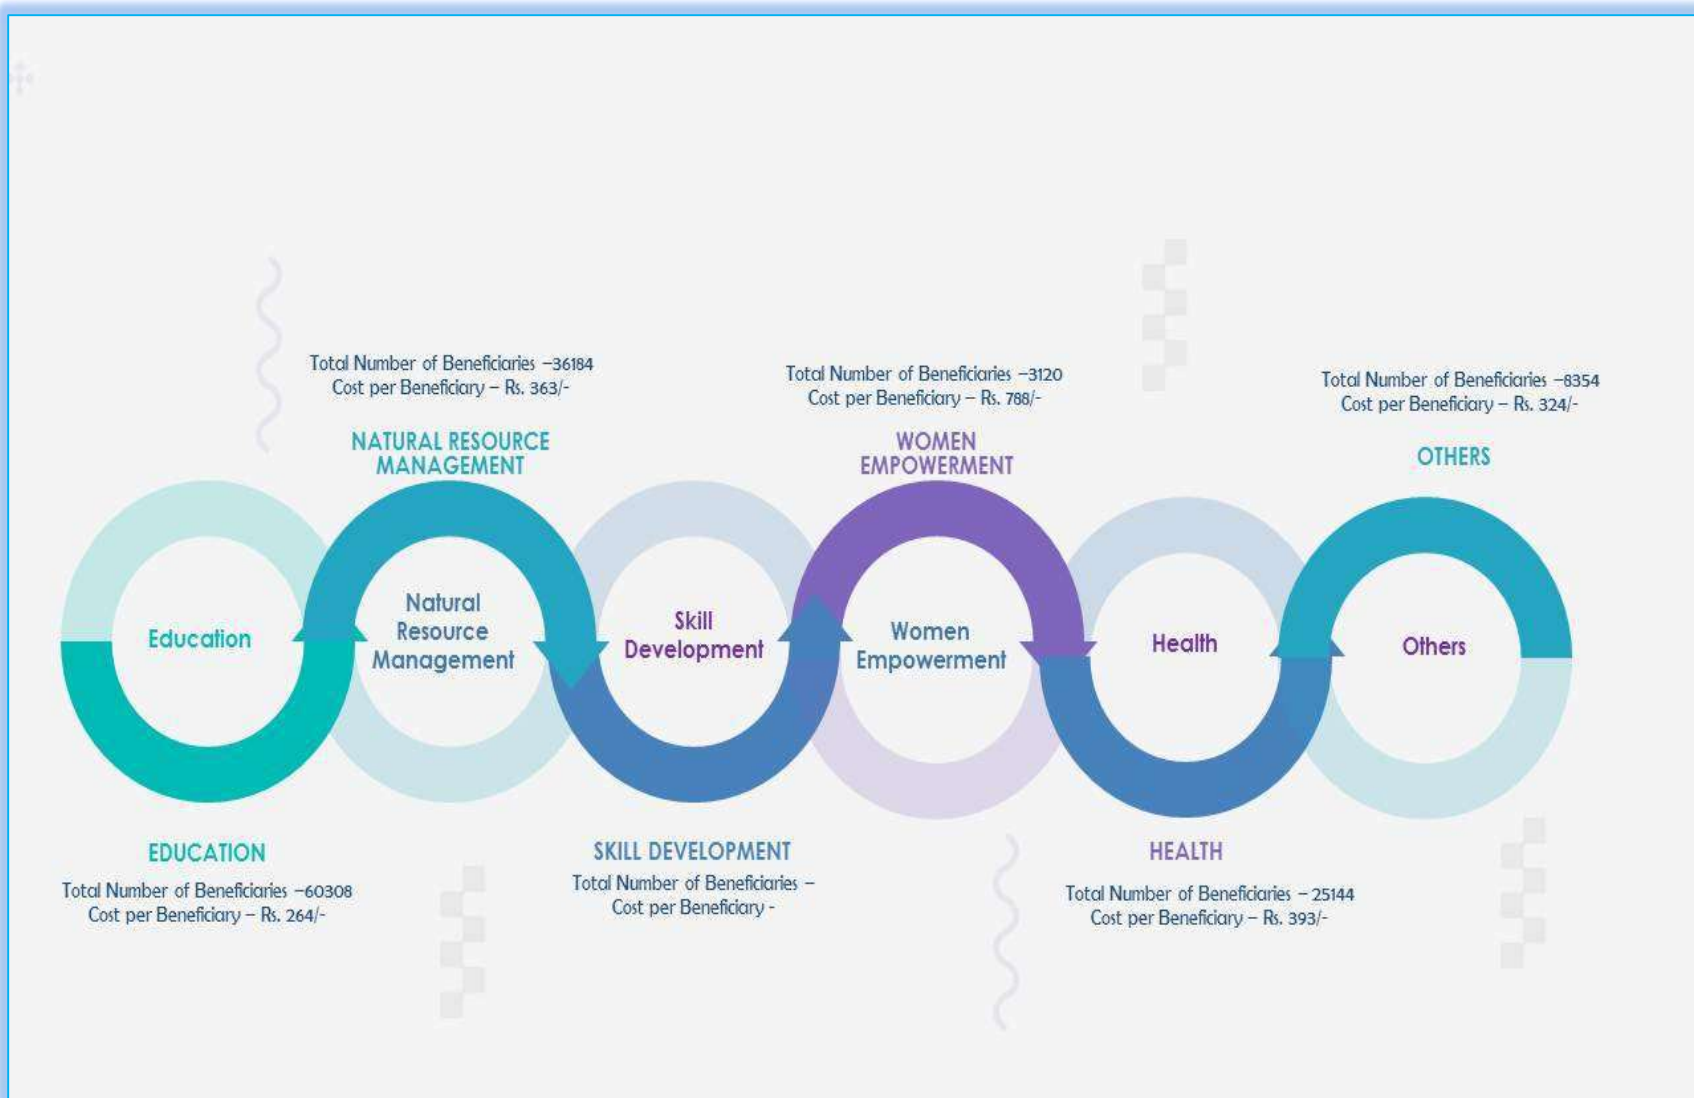 Total Number of Beneficiaries –36184
Cost per Beneficiary – Rs. 363/-
NATURAL RESOURCE
MANAGEMENT
Total Number of Beneficiaries –3120
Cost per Beneficiary – Rs. 788/-
WOMEN
EMPOWERMENT
Total Number of Beneficiaries –8354
Cost per Beneficiary – Rs. 324/-
OTHERS
Education
Natural
Resource
Management
Skill
Development
Women
Empowerment
Health
Others
EDUCATION
Total Number of Beneficiaries –60308
Cost per Beneficiary – Rs. 264/-
SKILL DEVELOPMENT
Total Number of Beneficiaries –
Cost per Beneficiary -
HEALTH
Total Number of Beneficiaries – 25144
Cost per Beneficiary – Rs. 393/-